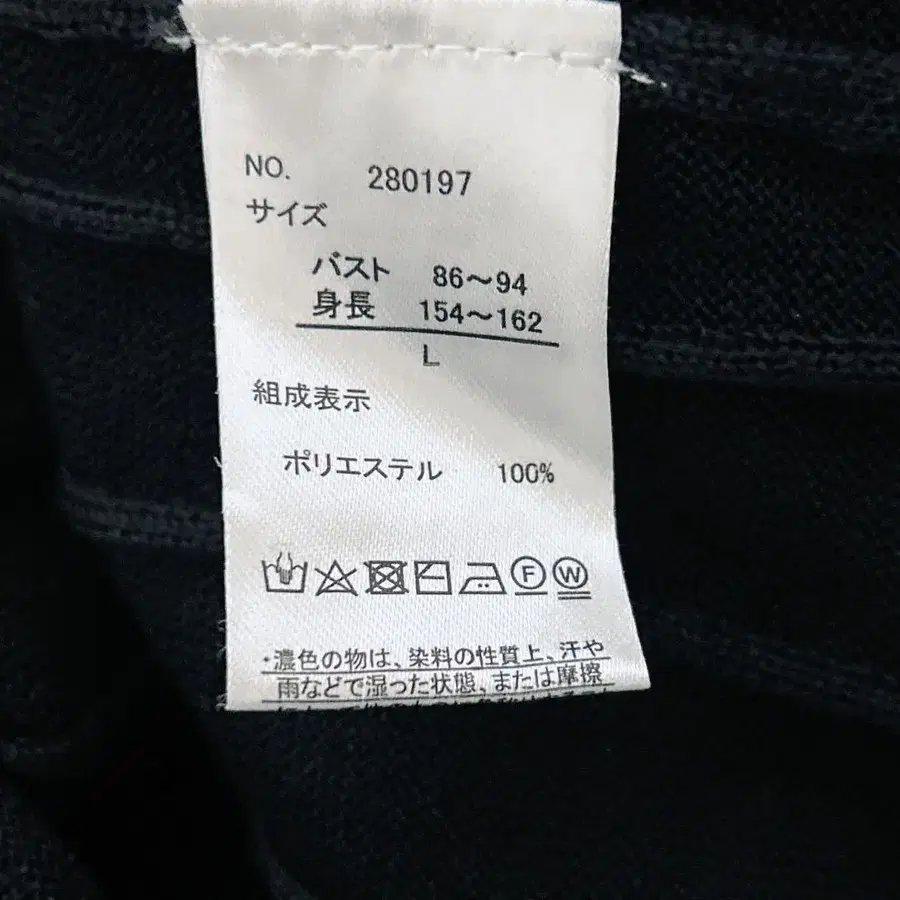 NO. 280197
サイズ
バスト 86～94
身長 154～162
L
組成表示
ポリエステル 100%
F W
・濃色の物は、染料の性質上、汗や
雨などで湿った状態、または摩擦